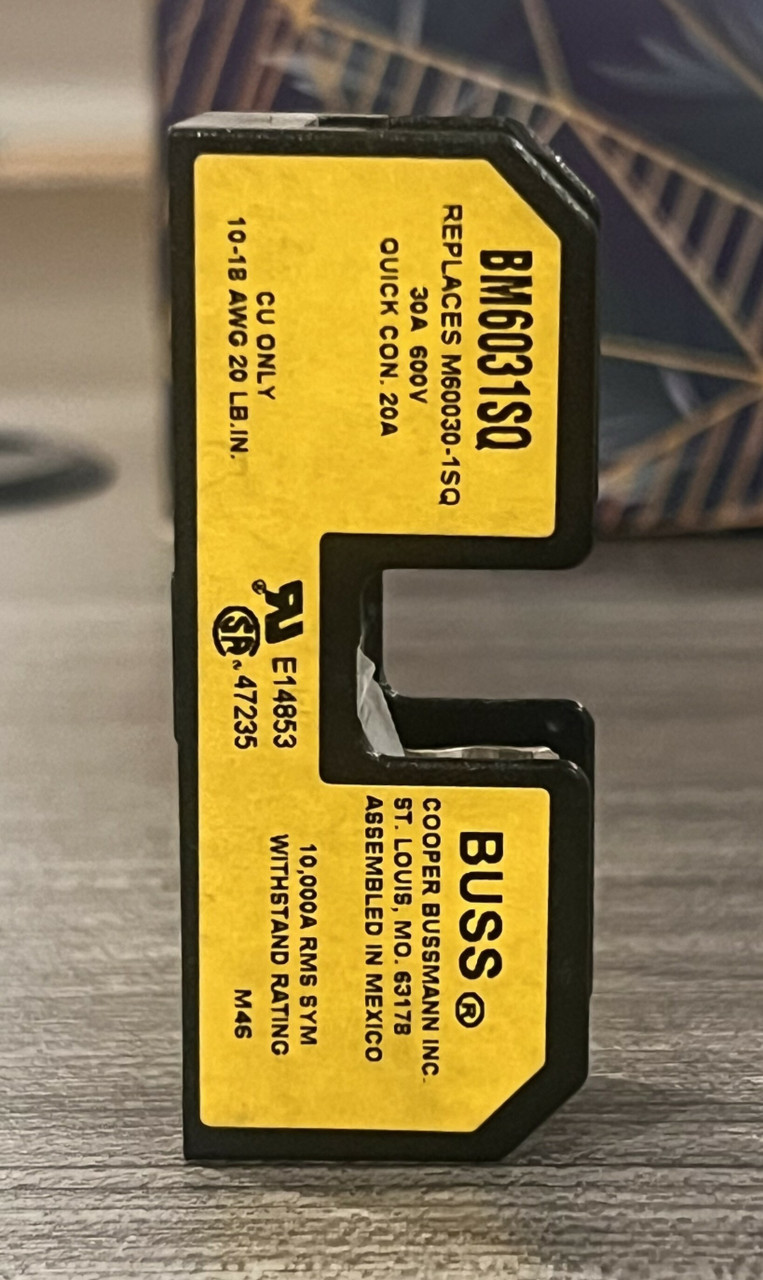 BM6031SQ
REPLACES M60030-1SQ
30A 600V
QUICK CON. 20A
CU ONLY
10-18 AWG 20 LB.IN.
E14853
47235
BUSS ®
COOPER BUSSMANN INC.
ST. LOUIS, MO. 63178
ASSEMBLED IN MEXICO
10,000A RMS SYM
WITHSTAND RATING
M46